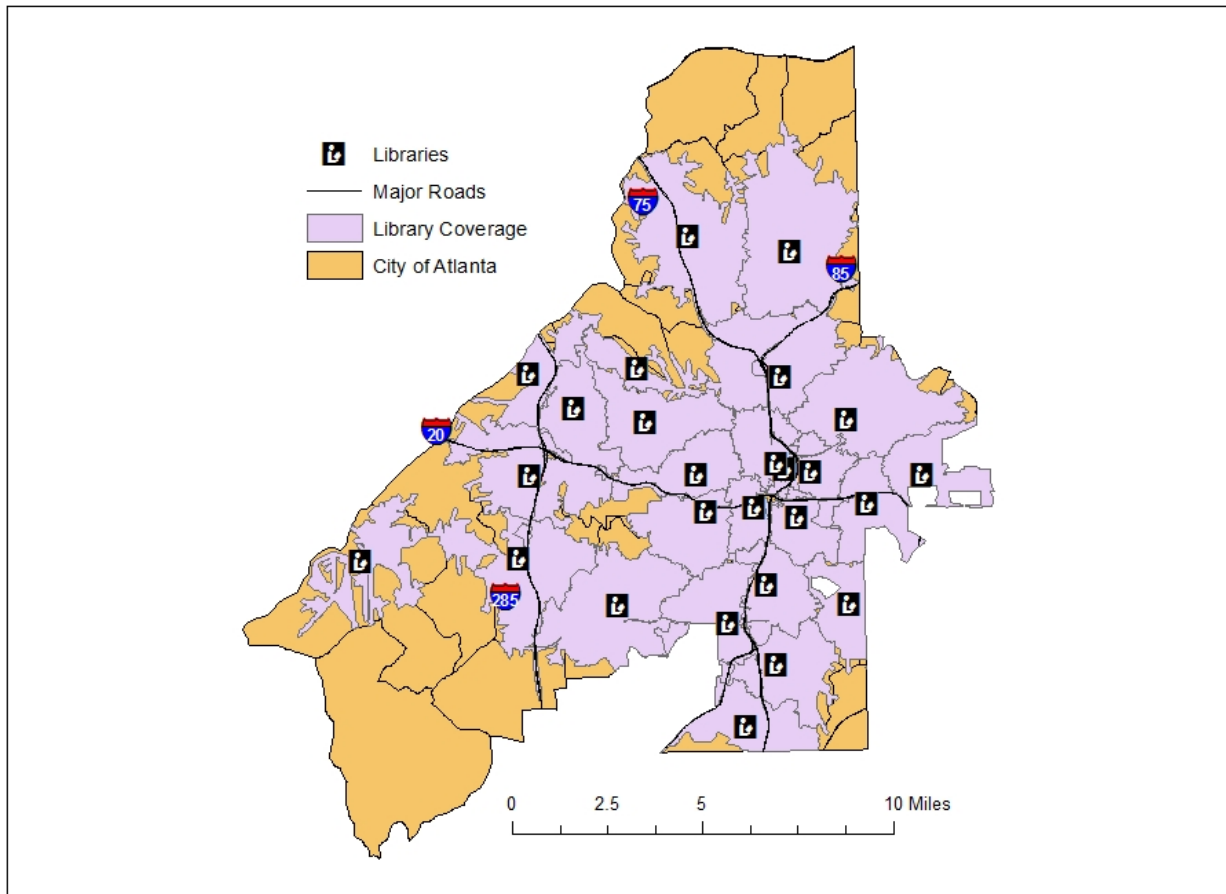 Libraries
Major Roads
Library Coverage
City of Atlanta
75
85
20
285
0 2.5 5 10 Miles